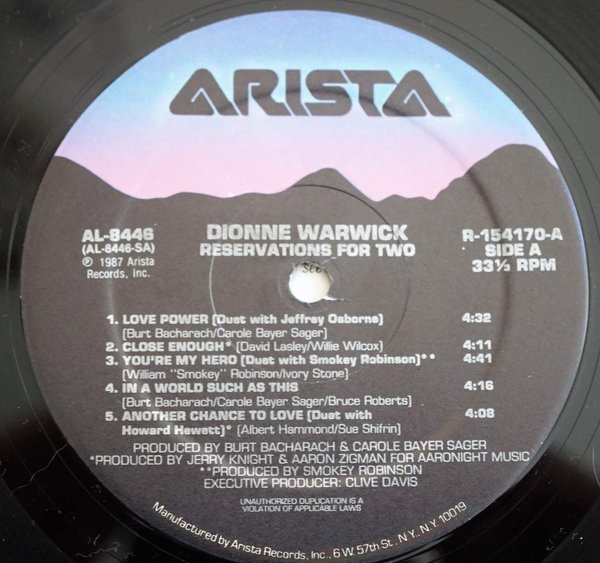 ARISTA
AL-8446
(AL-8446-SA)
℗ 1987 Arista
Records, Inc.
DIONNE WARWICK
RESERVATIONS FOR TWO
R-154170-A
SIDE A
33⅓ RPM
1. LOVE POWER (Duet with Jeffrey Osborne) 4:32
(Burt Bacharach/Carole Bayer Sager)
2. CLOSE ENOUGH* (David Lasley/Willie Wilcox) 4:11
3. YOU'RE MY HERO (Duet with Smokey Robinson)** 4:41
(William "Smokey" Robinson/Ivory Stone)
4. IN A WORLD SUCH AS THIS 4:16
(Burt Bacharach/Carole Bayer Sager/Bruce Roberts)
5. ANOTHER CHANCE TO LOVE (Duet with 4:08
Howard Hewett)* (Albert Hammond/Sue Shifrin)
PRODUCED BY BURT BACHARACH & CAROLE BAYER SAGER
*PRODUCED BY JERRY KNIGHT & AARON ZIGMAN FOR AARONIGHT MUSIC
**PRODUCED BY SMOKEY ROBINSON
EXECUTIVE PRODUCER: CLIVE DAVIS
UNAUTHORIZED DUPLICATION IS A
VIOLATION OF APPLICABLE LAWS
Manufactured by Arista Records, Inc., 6 W. 57th St., N.Y., N.Y. 10019